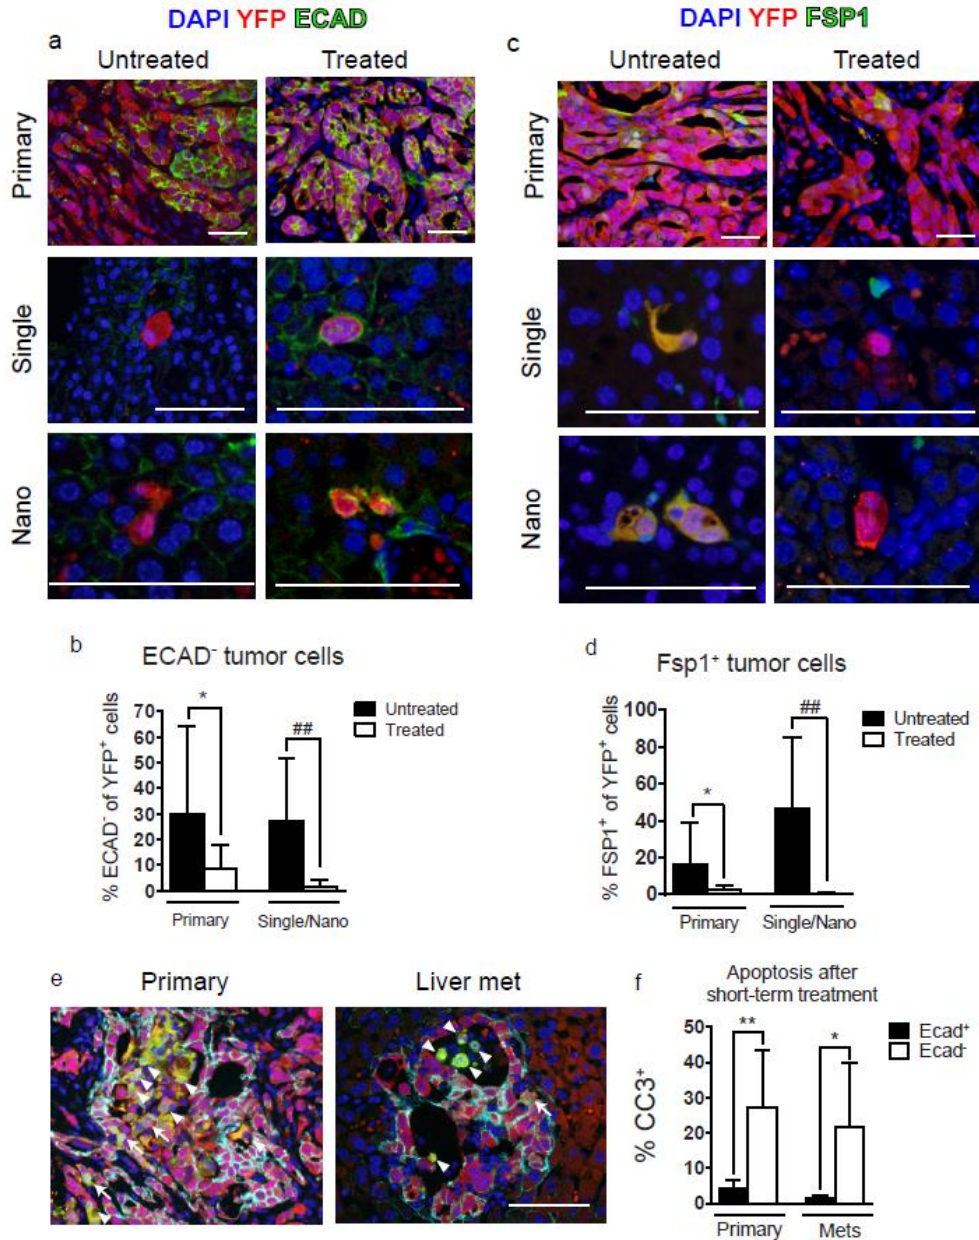 DAPI YFP ECAD
a
Untreated Treated
Primary
Single
Nano
DAPI YFP FSP1
c
Untreated Treated
Primary
Single
Nano
b
ECAD⁻ tumor cells
% ECAD⁻ of YFP⁺ cells
70
60
50
40
30
20
10
0
*
##
Untreated
Treated
Primary Single/Nano
d
Fsp1⁺ tumor cells
% FSP1⁺ of YFP⁺ cells
100
80
60
40
20
0
*
##
Untreated
Treated
Primary Single/Nano
e
Primary Liver met
f
Apoptosis after
short-term treatment
% CC3⁺
50
40
30
20
10
0
**
*
Ecad⁺
Ecad⁻
Primary Mets